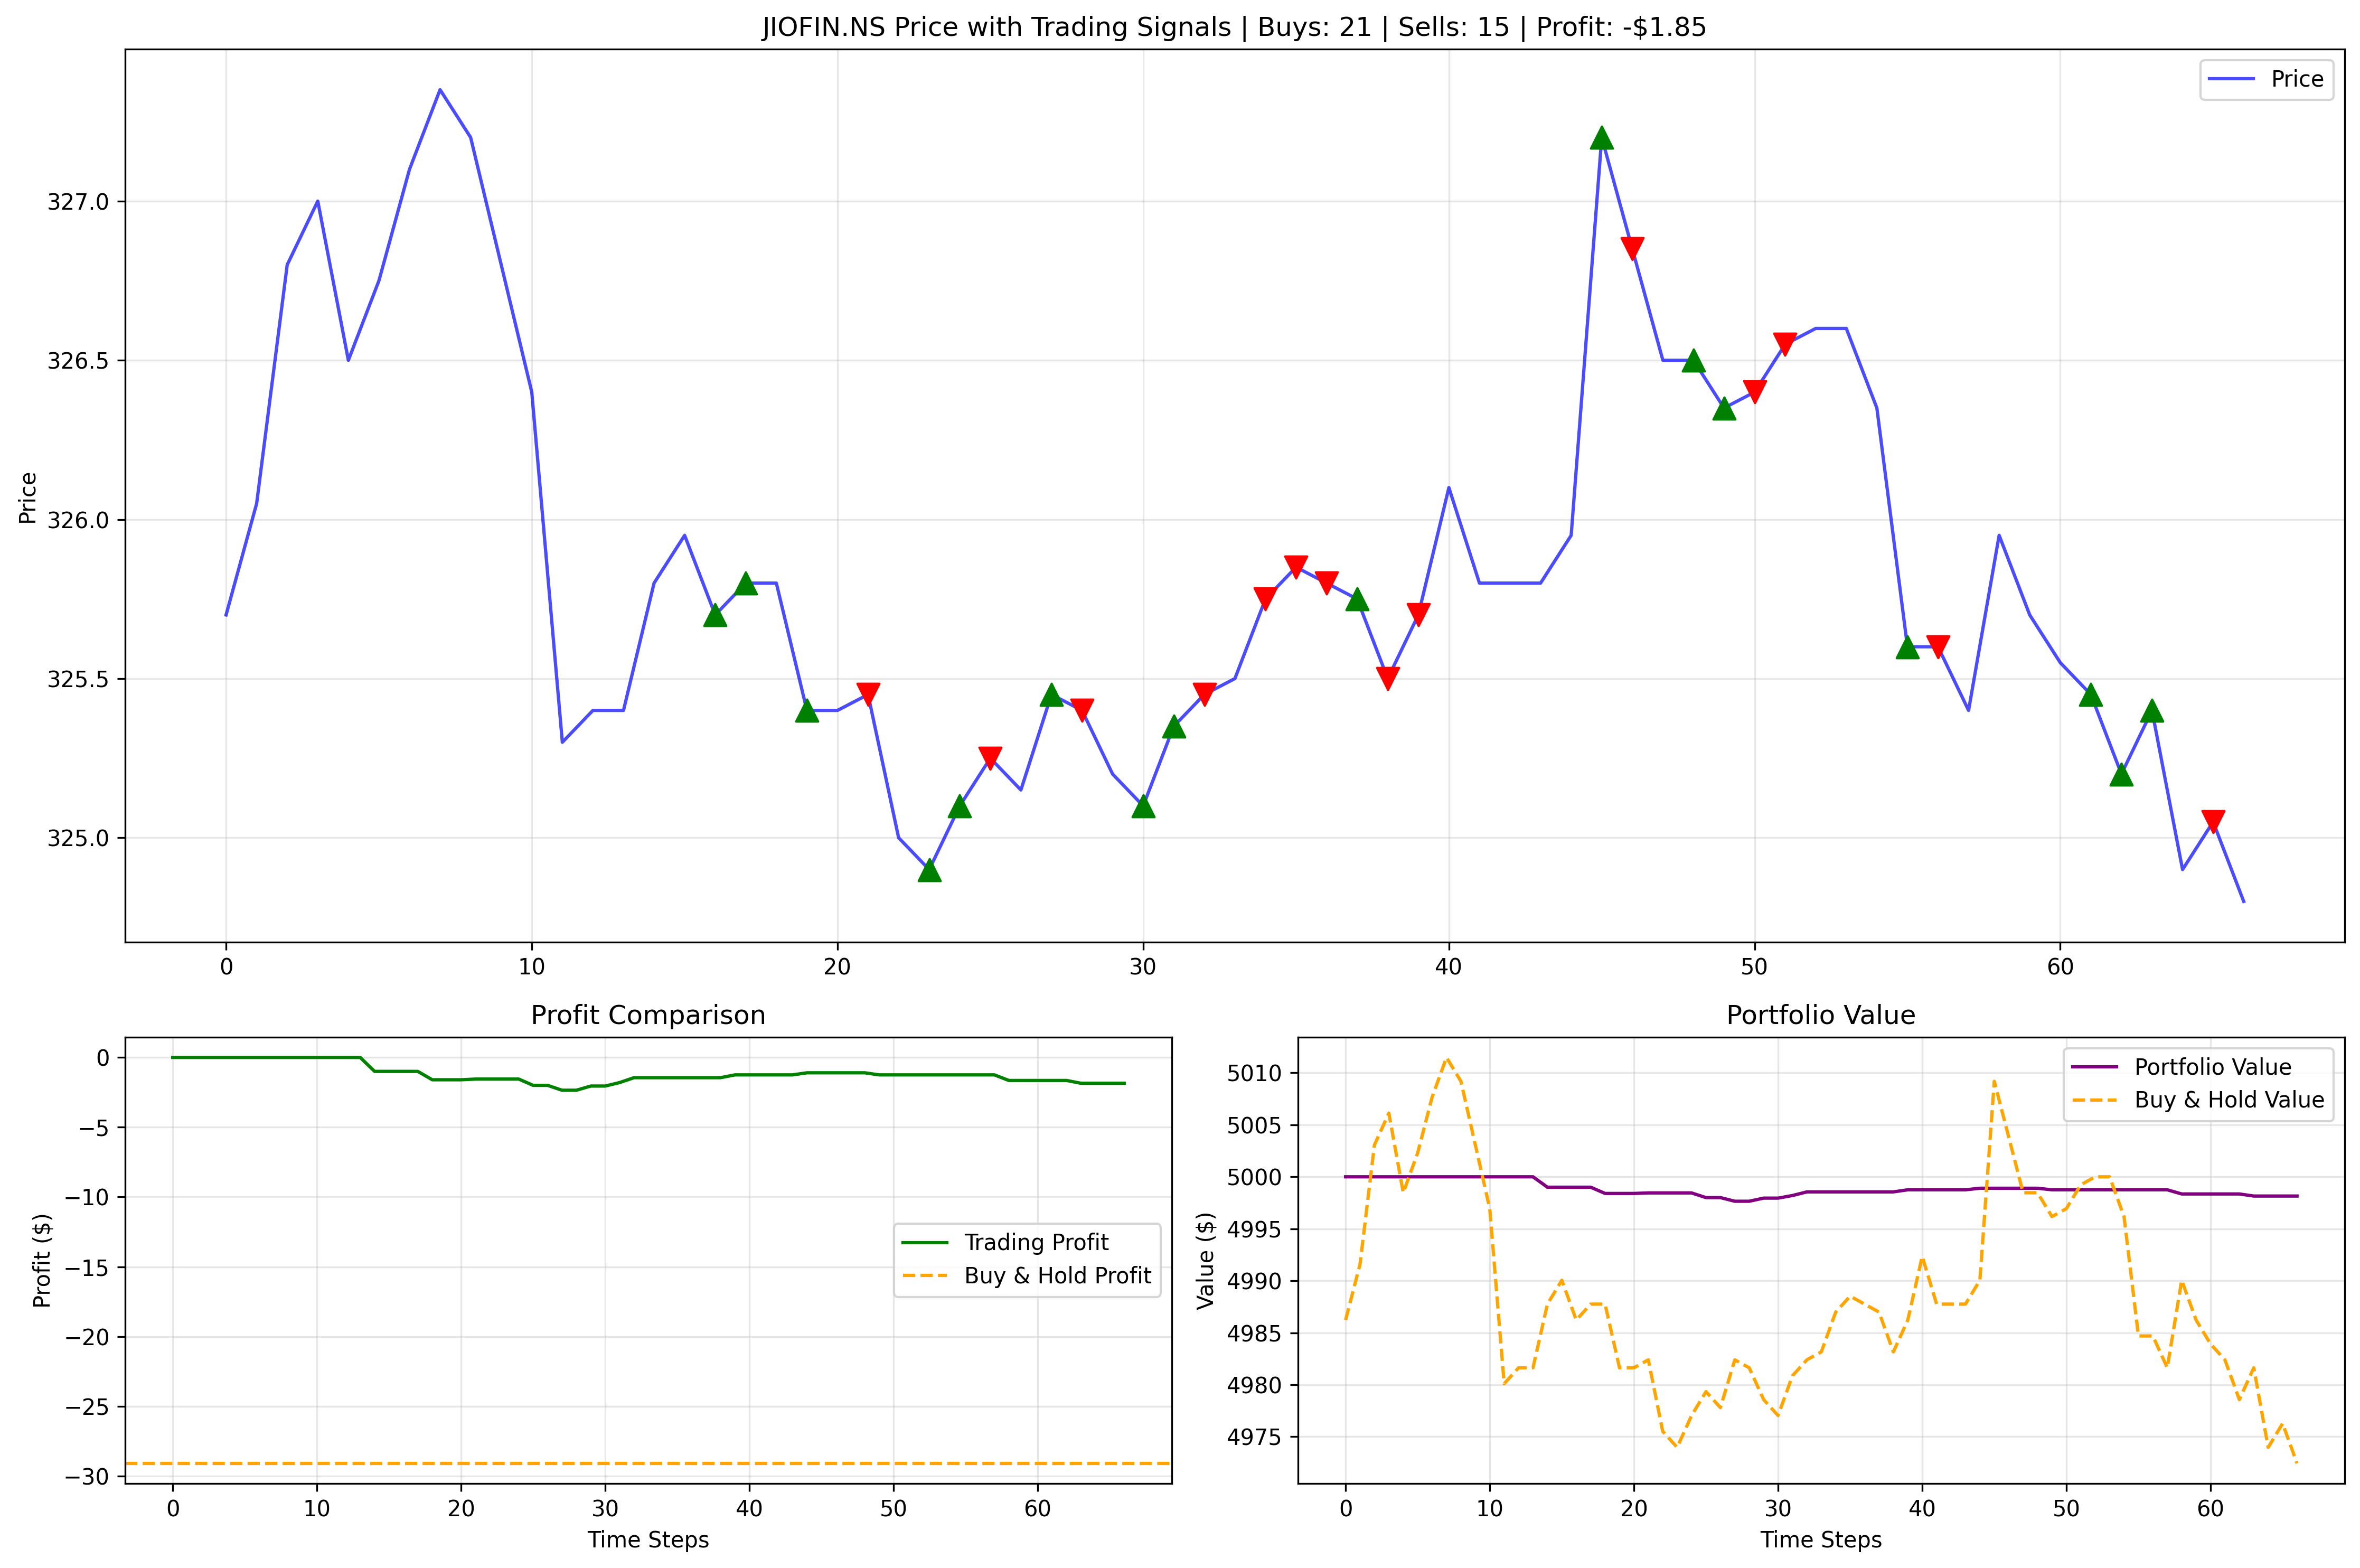 JIOFIN.NS Price with Trading Signals | Buys: 21 | Sells: 15 | Profit: -$1.85
Price
Price
327.0
326.5
326.0
325.5
325.0
0 10 20 30 40 50 60
Profit Comparison
Profit ($)
0
−5
−10
−15
−20
−25
−30
Trading Profit
Buy & Hold Profit
0 10 20 30 40 50 60
Time Steps
Portfolio Value
Value ($)
5010
5005
5000
4995
4990
4985
4980
4975
Portfolio Value
Buy & Hold Value
0 10 20 30 40 50 60
Time Steps